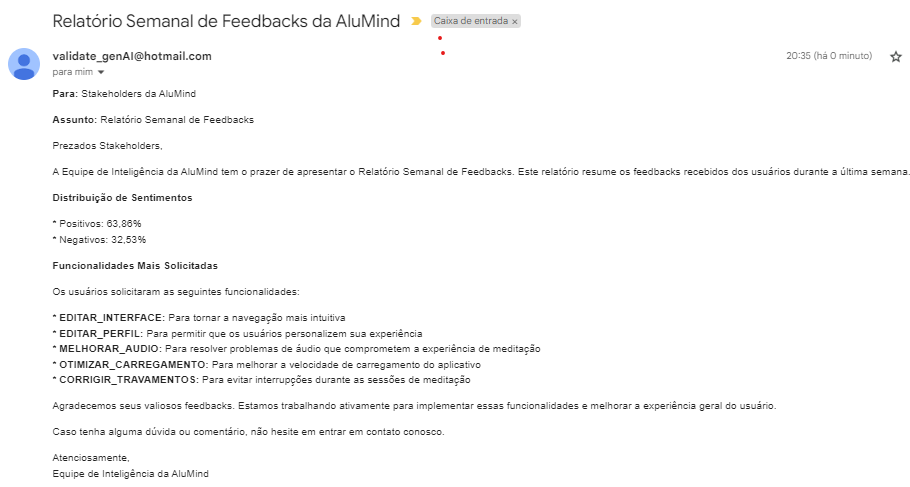 Relatório Semanal de Feedbacks da AluMind Caixa de entrada ×
validate_genAI@hotmail.com 20:35 (há 0 minuto)
para mim
Para: Stakeholders da AluMind
Assunto: Relatório Semanal de Feedbacks
Prezados Stakeholders,
A Equipe de Inteligência da AluMind tem o prazer de apresentar o Relatório Semanal de Feedbacks. Este relatório resume os feedbacks recebidos dos usuários durante a última semana.
Distribuição de Sentimentos
* Positivos: 63,86%
* Negativos: 32,53%
Funcionalidades Mais Solicitadas
Os usuários solicitaram as seguintes funcionalidades:
* EDITAR_INTERFACE: Para tornar a navegação mais intuitiva
* EDITAR_PERFIL: Para permitir que os usuários personalizem sua experiência
* MELHORAR_AUDIO: Para resolver problemas de áudio que comprometem a experiência de meditação
* OTIMIZAR_CARREGAMENTO: Para melhorar a velocidade de carregamento do aplicativo
* CORRIGIR_TRAVAMENTOS: Para evitar interrupções durante as sessões de meditação
Agradecemos seus valiosos feedbacks. Estamos trabalhando ativamente para implementar essas funcionalidades e melhorar a experiência geral do usuário.
Caso tenha alguma dúvida ou comentário, não hesite em entrar em contato conosco.
Atenciosamente,
Equipe de Inteligência da AluMind